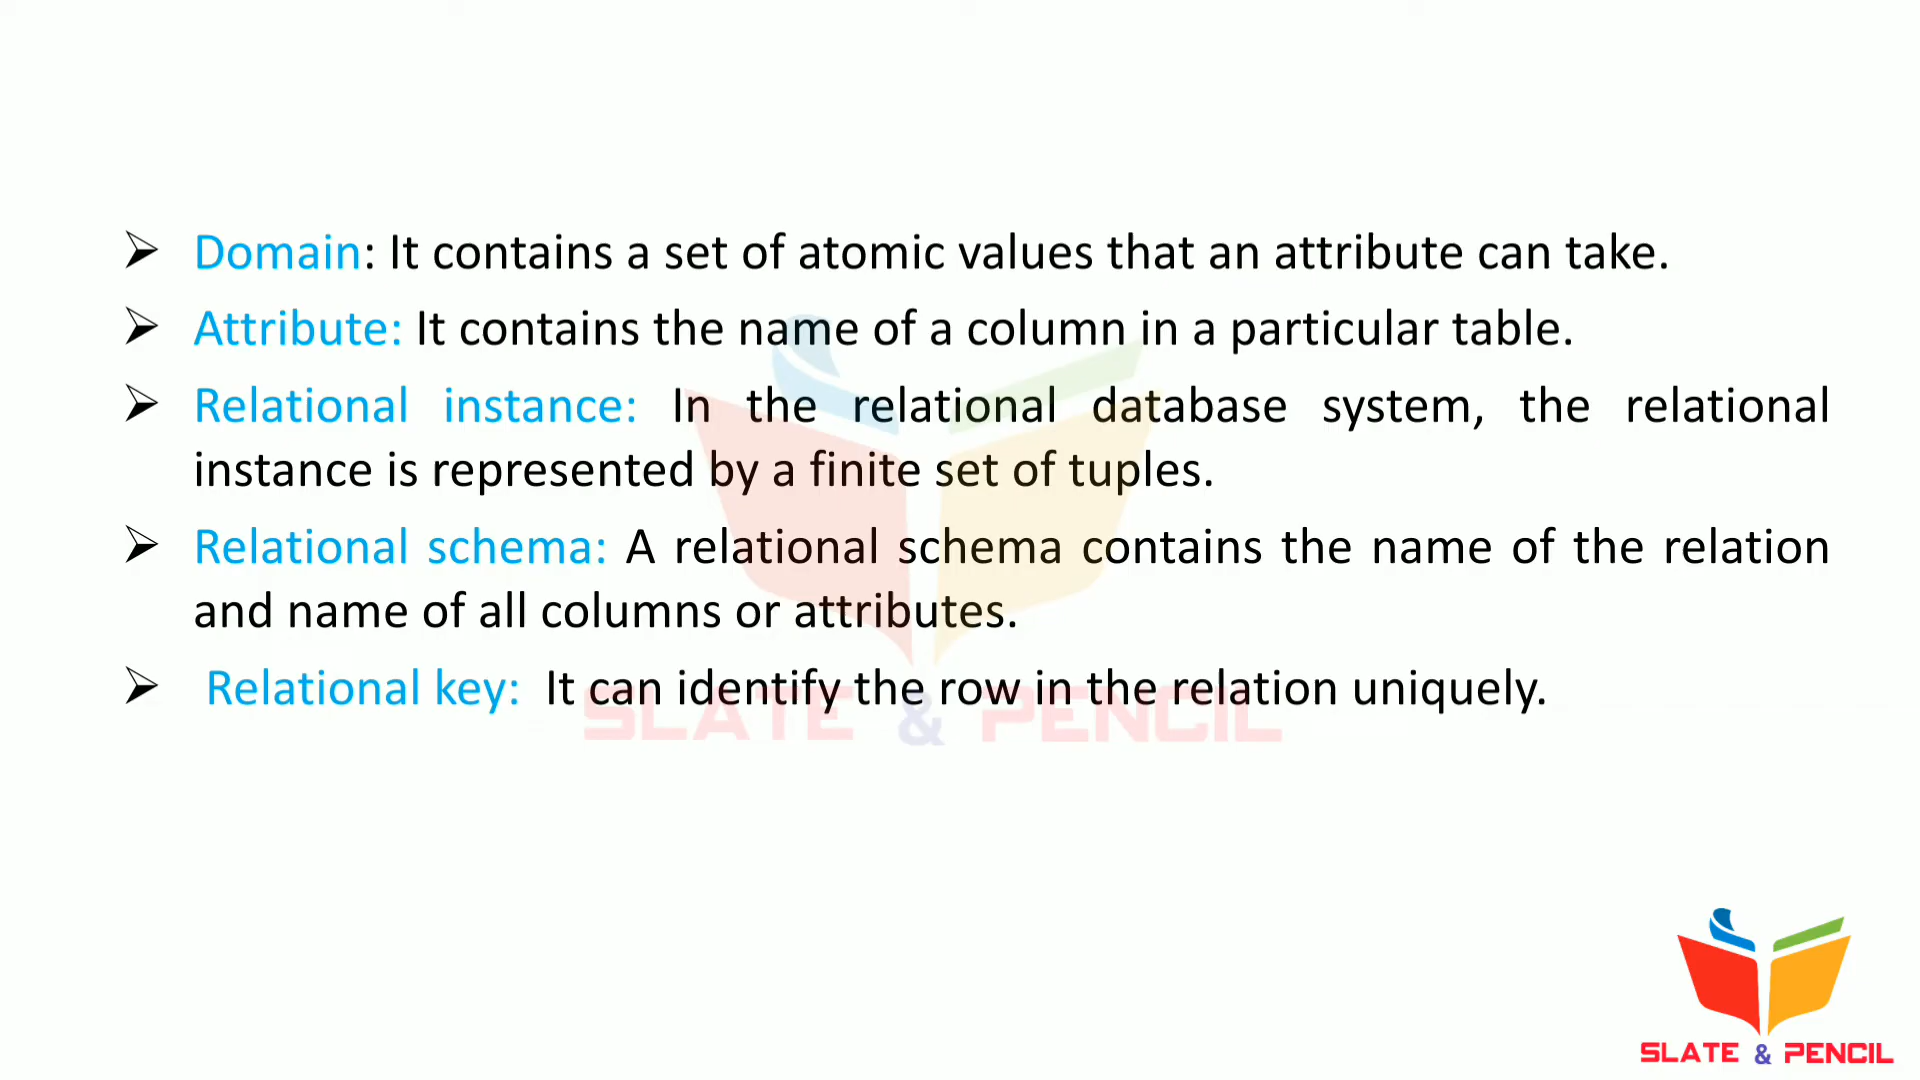 ➢ Domain: It contains a set of atomic values that an attribute can take.
➢ Attribute: It contains the name of a column in a particular table.
➢ Relational instance: In the relational database system, the relational
instance is represented by a finite set of tuples.
➢ Relational schema: A relational schema contains the name of the relation
and name of all columns or attributes.
➢ Relational key: It can identify the row in the relation uniquely.
SLATE & PENCIL
SLATE & PENCIL